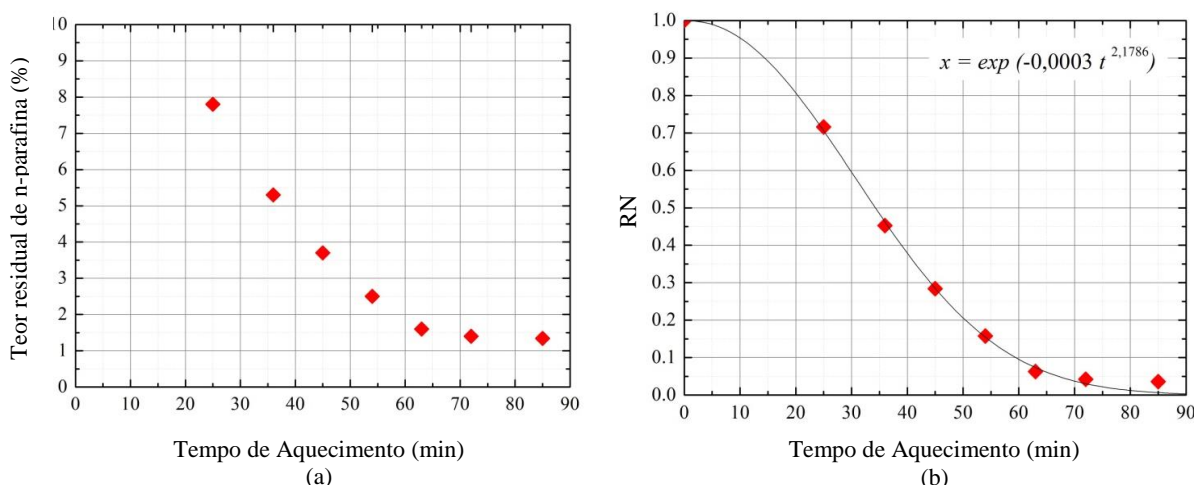 10
9
8
7
6
5
4
3
2
1
0
Teor residual de n-parafina (%)
0 10 20 30 40 50 60 70 80 90
Tempo de Aquecimento (min)
(a)
1.0
0.9
0.8
0.7
0.6
0.5
0.4
0.3
0.2
0.1
0.0
RN
x = exp (-0,0003 t 2,1786)
0 10 20 30 40 50 60 70 80 90
Tempo de Aquecimento (min)
(b)